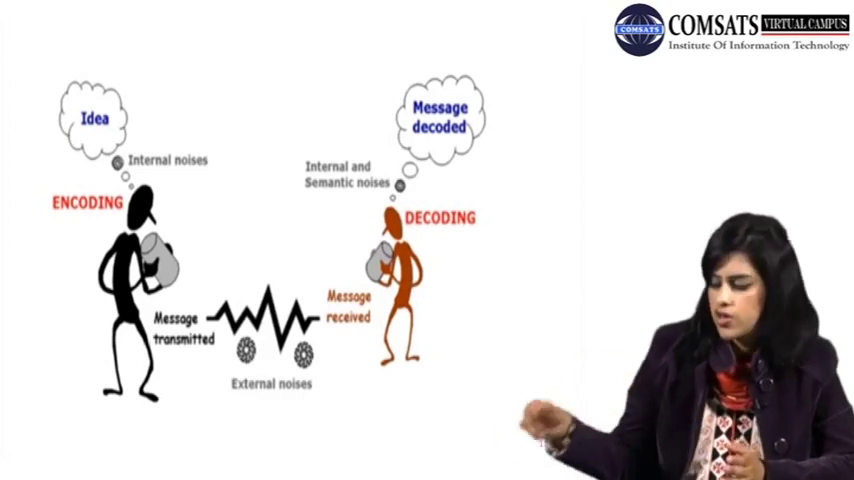 COMSATS
COMSATS VIRTUAL CAMPUS
Institute Of Information Technology
Idea
Internal noises
ENCODING
Message
decoded
Internal and
Semantic noises
DECODING
Message
transmitted
Message
received
External noises